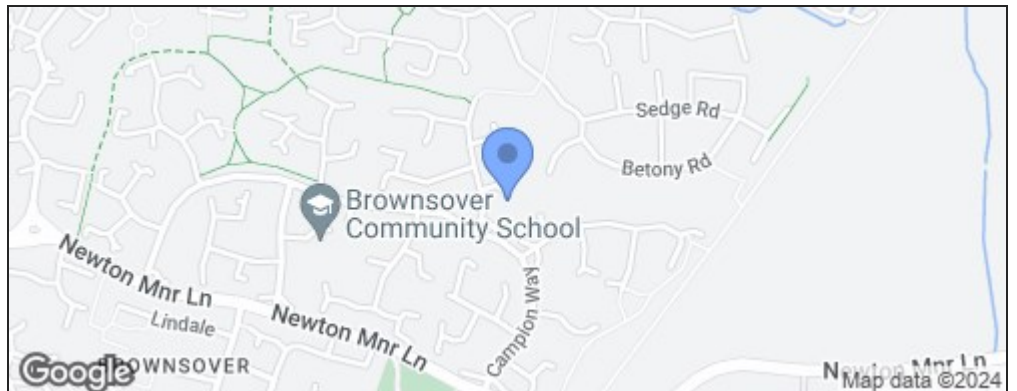 Sedge Rd
Betony Rd
Brownsover
Community School
Campion Way
Newton Mnr Ln
Lindale
Newton Mnr Ln
Newton Mnr Ln
BROWNSOVER
Google
Map data ©2024